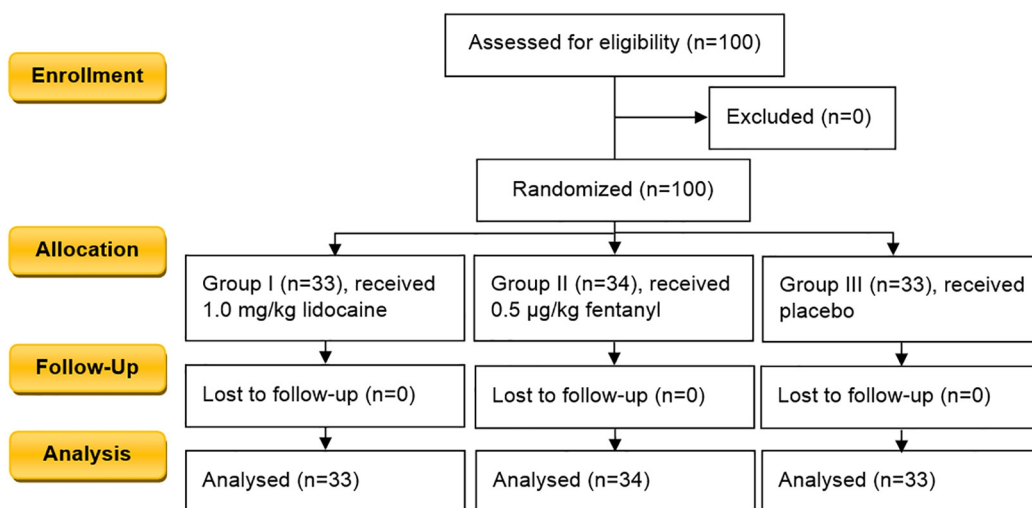 Assessed for eligibility (n=100)
Enrollment
Excluded (n=0)
Randomized (n=100)
Allocation
Group I (n=33), received
1.0 mg/kg lidocaine
Group II (n=34), received
0.5 µg/kg fentanyl
Group III (n=33), received
placebo
Follow-Up
Lost to follow-up (n=0)
Lost to follow-up (n=0)
Lost to follow-up (n=0)
Analysis
Analysed (n=33)
Analysed (n=34)
Analysed (n=33)